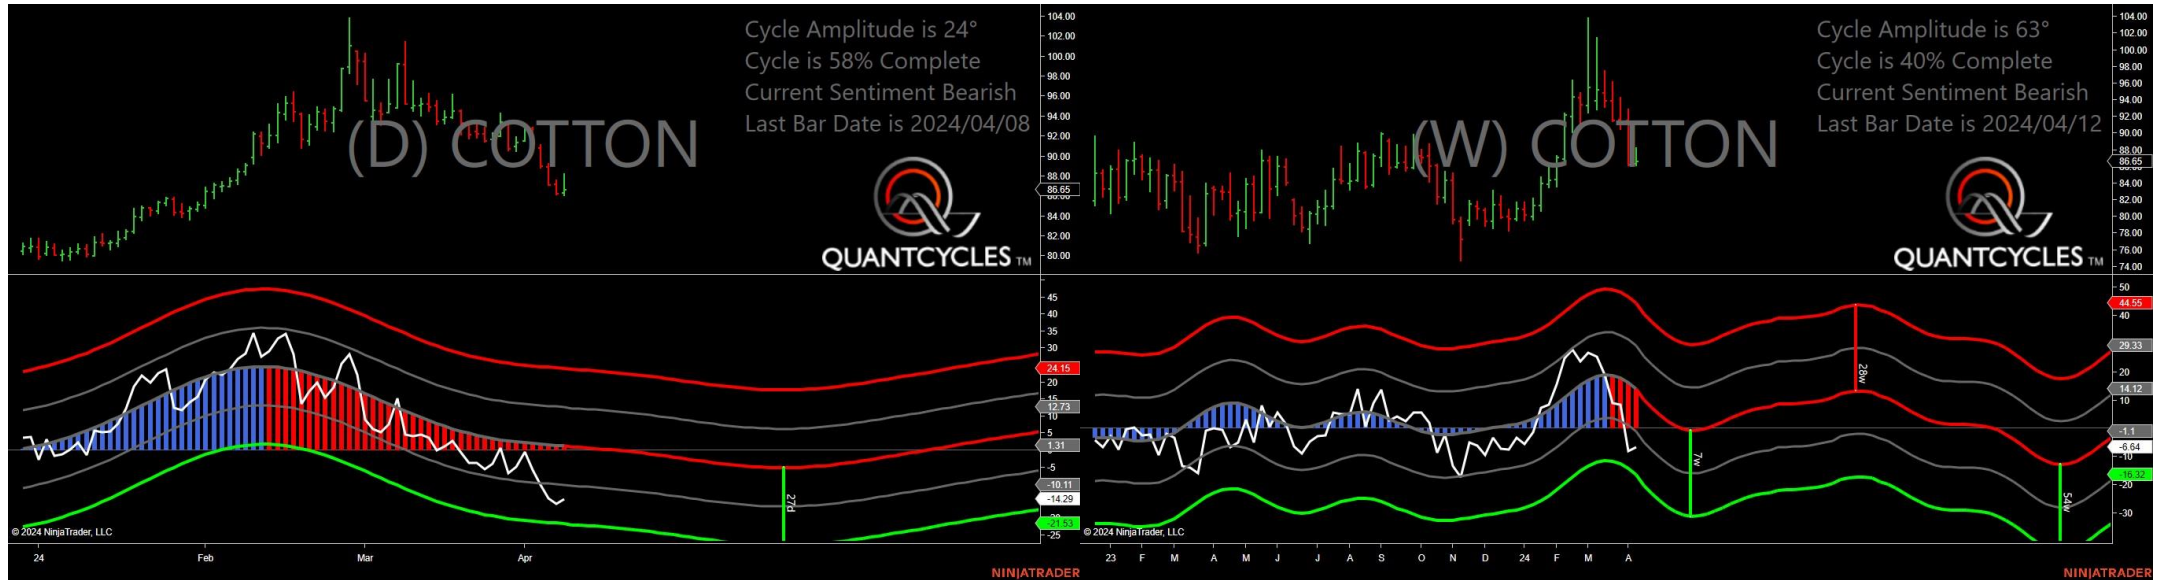 Cycle Amplitude is 24°
Cycle is 58% Complete
Current Sentiment Bearish
Last Bar Date is 2024/04/08
(D) COTTON
QUANTCYCLES TM
104.00
102.00
100.00
98.00
96.00
94.00
92.00
90.00
88.00
86.65
84.00
82.00
80.00
45
40
35
30
24.15
20
15
12.73
10
5
1.31
-5
-10.11
-14.29
-21.53
-25
27d
© 2024 NinjaTrader, LLC
24 Feb Mar Apr
NINJATRADER
Cycle Amplitude is 63°
Cycle is 40% Complete
Current Sentiment Bearish
Last Bar Date is 2024/04/12
(W) COTTON
QUANTCYCLES TM
104.00
102.00
100.00
98.00
96.00
94.00
92.00
90.00
88.00
86.65
84.00
82.00
80.00
78.00
76.00
74.00
50
44.55
40
29.33
20
14.12
10
-1.1
-6.64
-10
-16.32
-20
-30
28w
7w
54w
© 2024 NinjaTrader, LLC
23 F M A M J J A S O N D 24 F M A
NINJATRADER